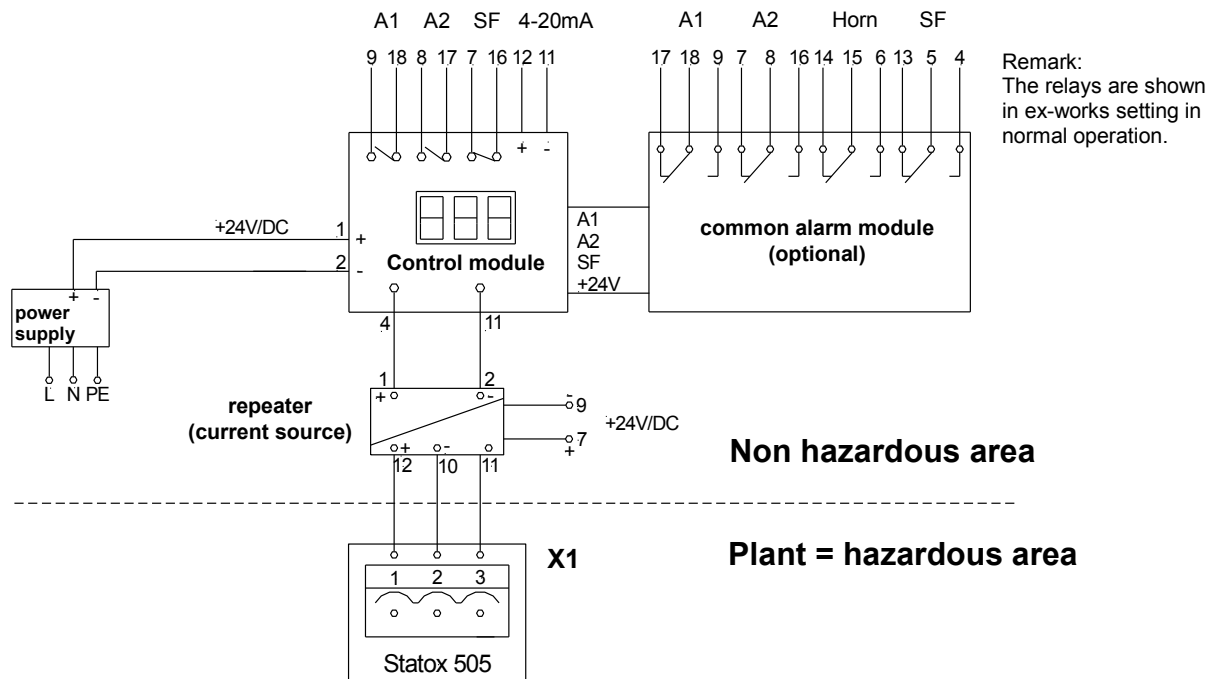 A1 A2 SF 4-20mA A1 A2 Horn SF
9 18 8 17 7 16 12 11 17 18 9 7 8 16 14 15 6 13 5 4
Remark:
The relays are shown
in ex-works setting in
normal operation.
+ -
+24V/DC 1 +
2 -
Control module
A1
A2
SF
+24V
common alarm module
(optional)
+ -
power
supply
L N PE
4 11
1 2
+ -
repeater
(current source)
- 9
+24V/DC
7 +
+ -
12 10 11
Non hazardous area
Plant = hazardous area
X1
1 2 3
Statox 505